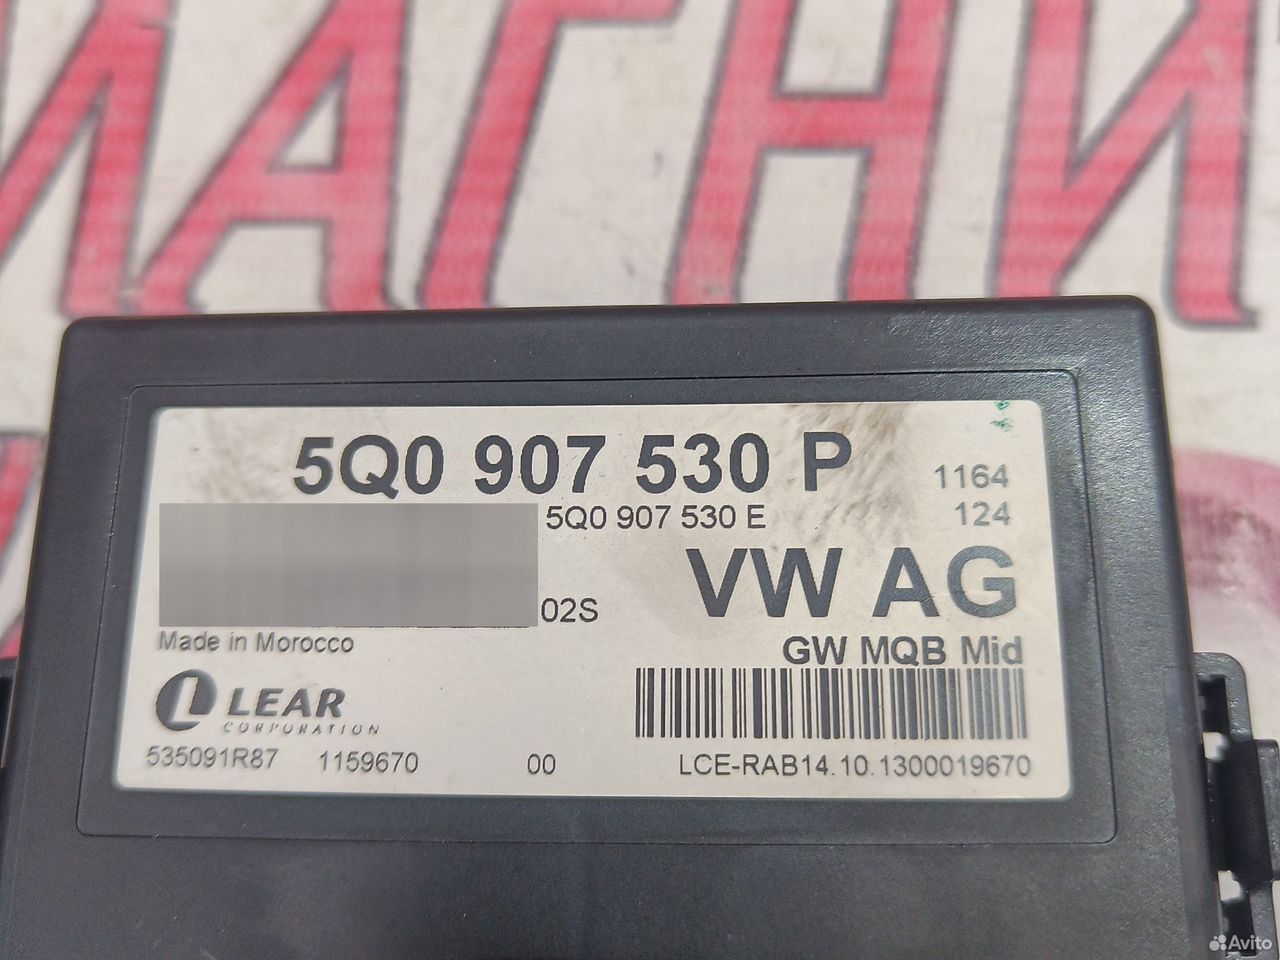 МАГНИТ
5Q0 907 530 P
1164
5Q0 907 530 E
124
VW AG
02S
Made in Morocco
GW MQB Mid
L LEAR
CORPORATION
535091R87 1159670 00 LCE-RAB14.10.1300019670
Avito